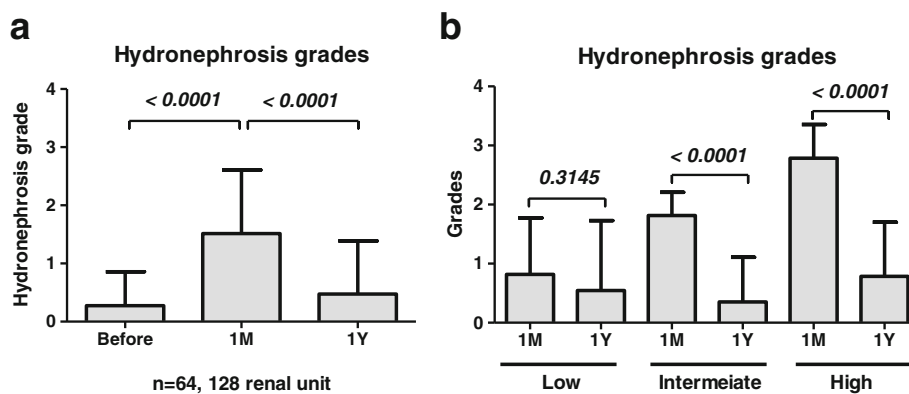 a
Hydronephrosis grades
Hydronephrosis grade
4
3
2
1
0
< 0.0001
< 0.0001
Before
1M
1Y
n=64, 128 renal unit
b
Hydronephrosis grades
Grades
4
3
2
1
0
0.3145
< 0.0001
< 0.0001
1M
1Y
1M
1Y
1M
1Y
Low
Intermeiate
High